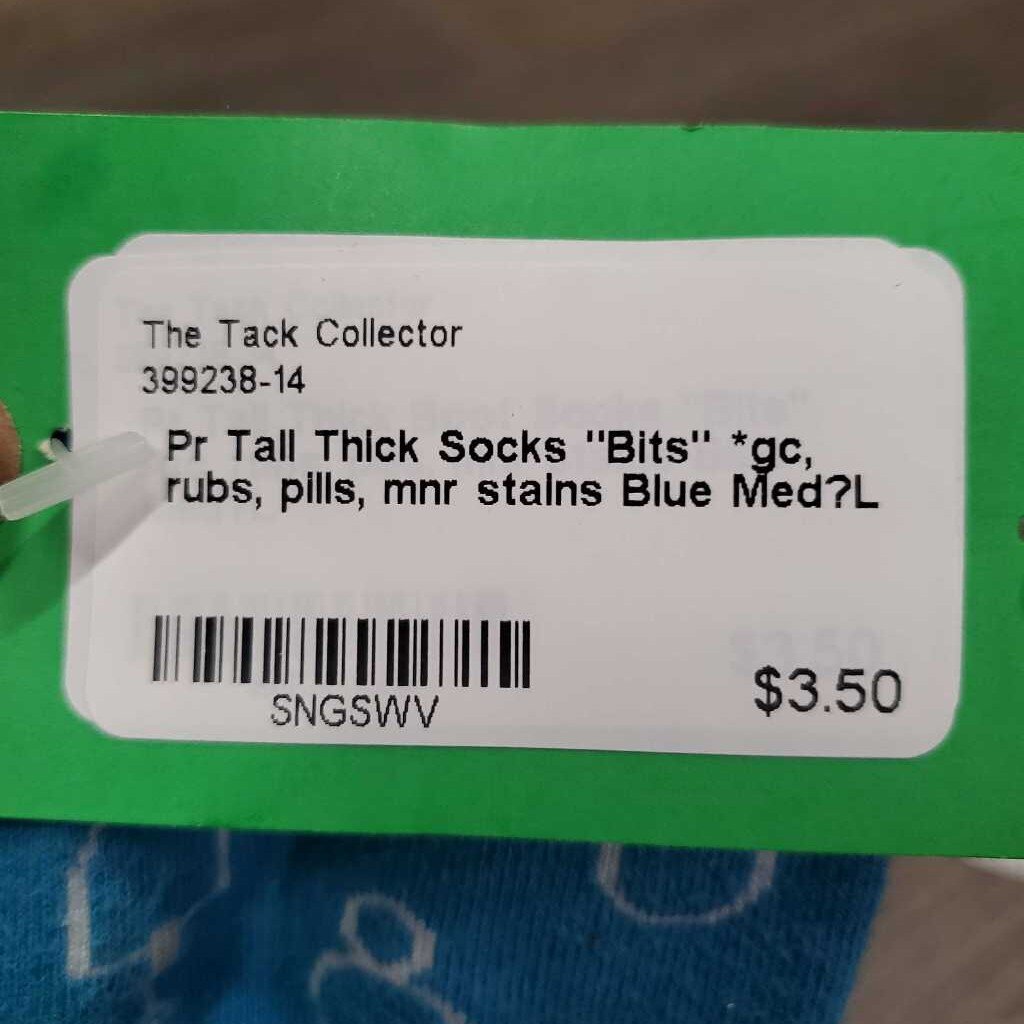 The Tack Collector
399238-14
Pr Tall Thick Socks "Bits" *gc,
rubs, pills, mnr stains Blue Med?L
SNGSWV
$3.50